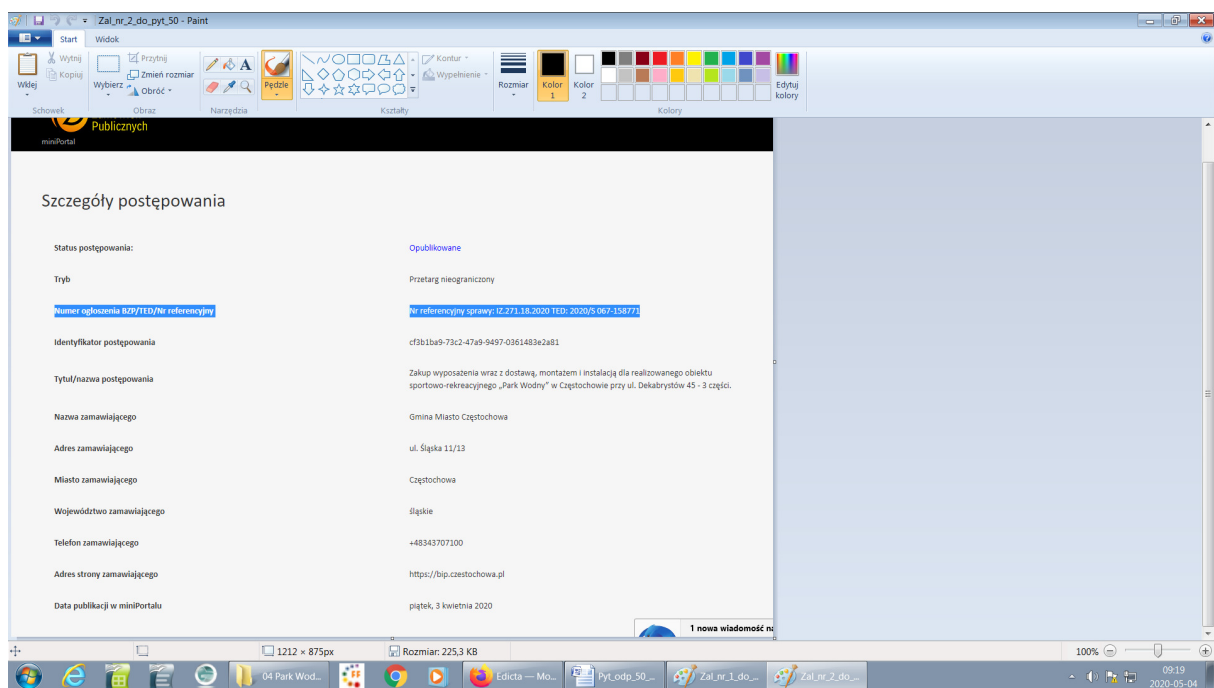 Zal_nr_2_do_pyt_50 - Paint
Start Widok
Wklej
Wytnij
Kopiuj
Schowek
Wybierz
Przytnij
Zmień rozmiar
Obróć
Obraz
A
Narzędzia
Pędzle
Kontur
Wypełnienie
Kształty
Rozmiar
Kolor 1
Kolor 2
Edytuj kolory
Kolory
Publicznych
miniPortal
Szczegóły postępowania
Status postępowania: Opublikowane
Tryb Przetarg nieograniczony
Numer ogłoszenia BZP/TED/Nr referencyjny Nr referencyjny sprawy: IZ.271.18.2020 TED: 2020/S 067-158771
Identyfikator postępowania cf3b1ba9-73c2-47a9-9497-0361483e2a81
Tytuł/nazwa postępowania Zakup wyposażenia wraz z dostawą, montażem i instalacją dla realizowanego obiektu
sportowo-rekreacyjnego „Park Wodny” w Częstochowie przy ul. Dekabrystów 45 - 3 części.
Nazwa zamawiającego Gmina Miasto Częstochowa
Adres zamawiającego ul. Śląska 11/13
Miasto zamawiającego Częstochowa
Województwo zamawiającego śląskie
Telefon zamawiającego +48343707100
Adres strony zamawiającego https://bip.czestochowa.pl
Data publikacji w miniPortalu piątek, 3 kwietnia 2020
1 nowa wiadomość na
1212 × 875px Rozmiar: 225,3 KB 100%
04 Park Wod... Edicta — Mo... Pyt_odp_50_... Zal_nr_1_do_... Zal_nr_2_do_... 09:19
2020-05-04